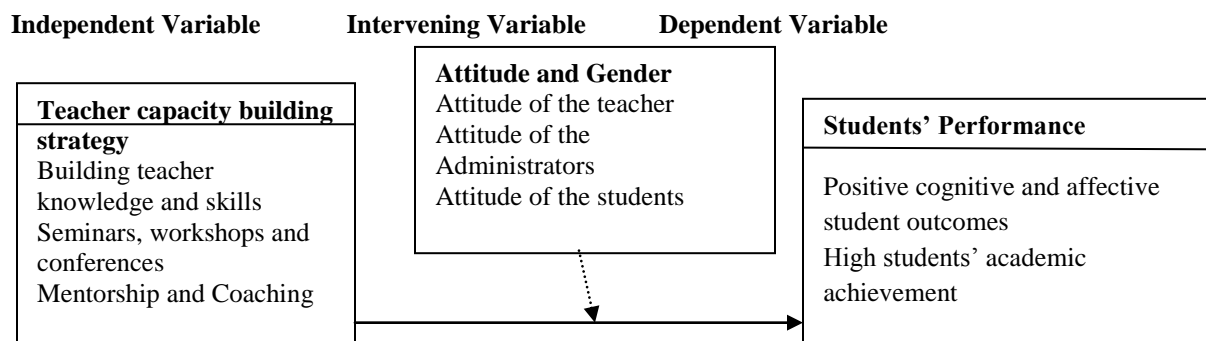 Independent Variable Intervening Variable Dependent Variable
Teacher capacity building
strategy
Building teacher
knowledge and skills
Seminars, workshops and
conferences
Mentorship and Coaching
Attitude and Gender
Attitude of the teacher
Attitude of the
Administrators
Attitude of the students
Students’ Performance
Positive cognitive and affective
student outcomes
High students’ academic
achievement